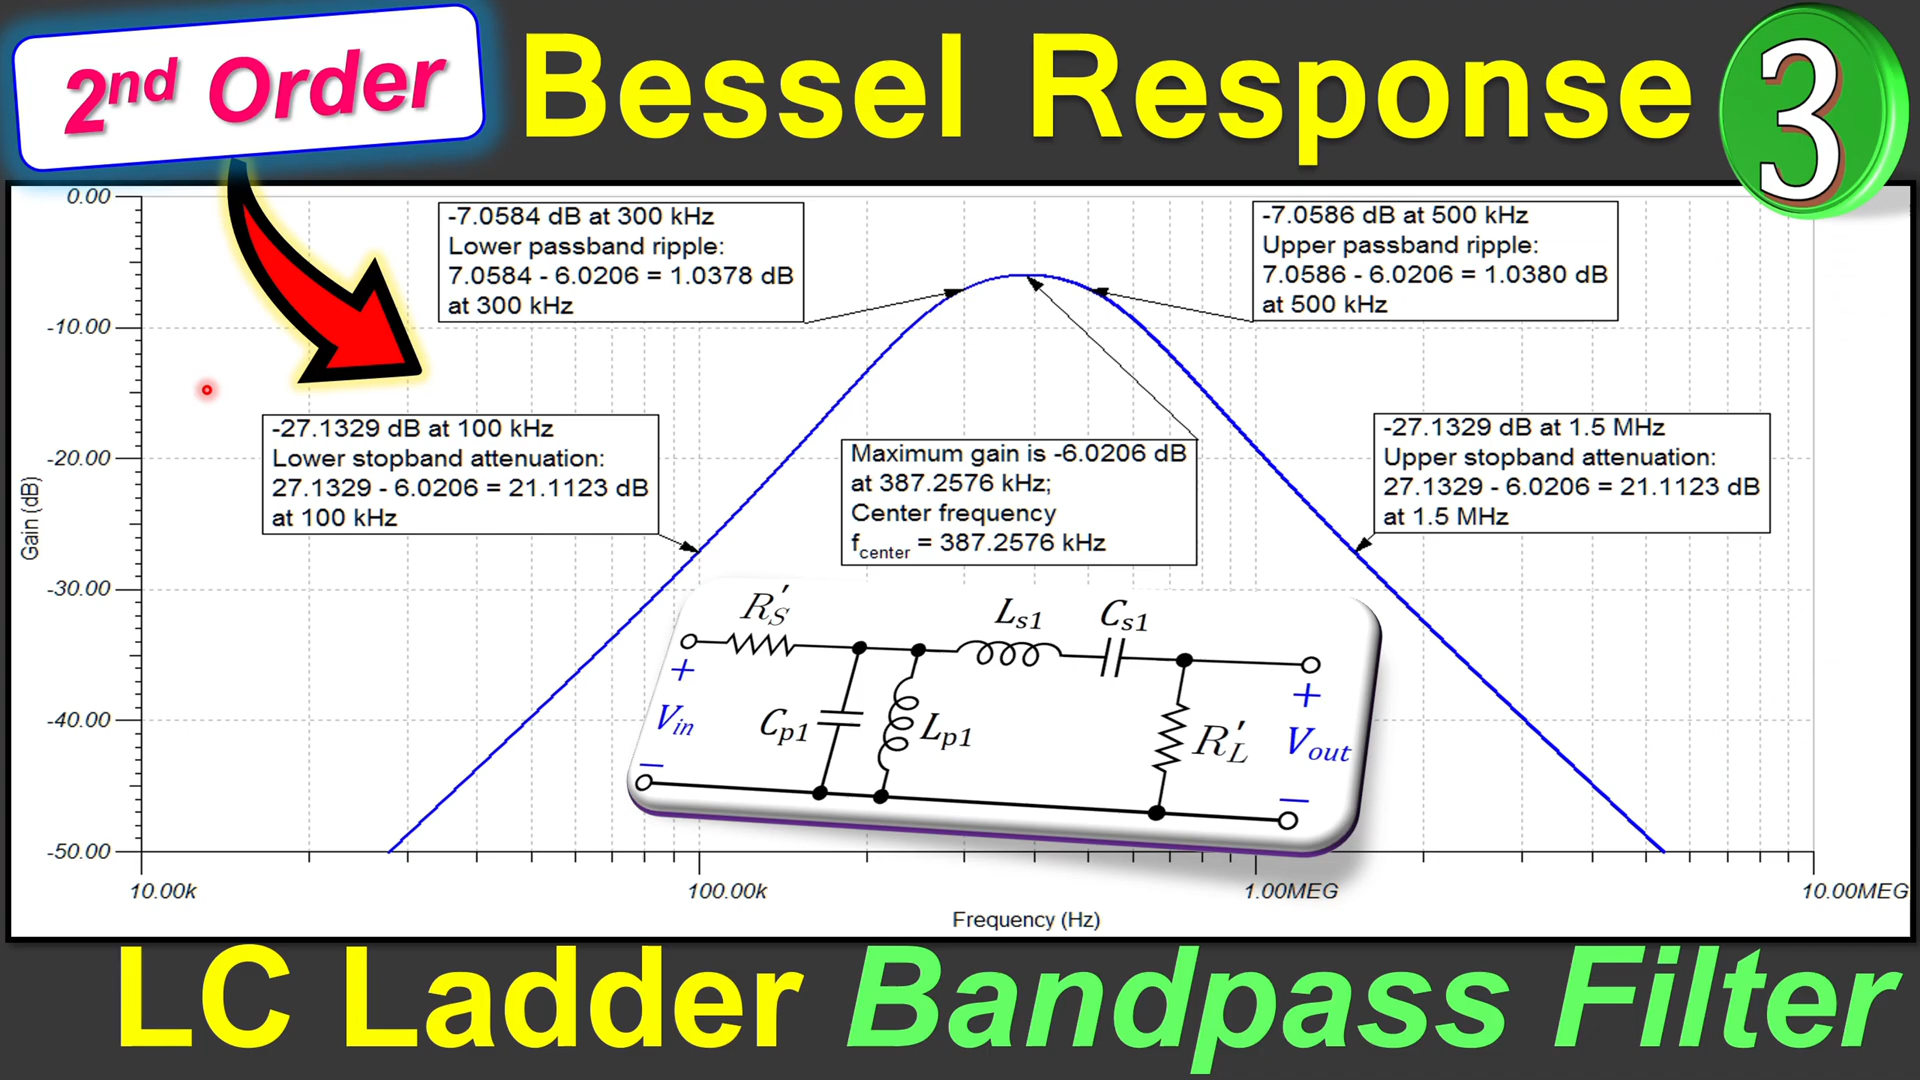 2nd Order
Bessel Response
3
-7.0584 dB at 300 kHz
Lower passband ripple:
7.0584 - 6.0206 = 1.0378 dB
at 300 kHz
-7.0586 dB at 500 kHz
Upper passband ripple:
7.0586 - 6.0206 = 1.0380 dB
at 500 kHz
-27.1329 dB at 100 kHz
Lower stopband attenuation:
27.1329 - 6.0206 = 21.1123 dB
at 100 kHz
Maximum gain is -6.0206 dB
at 387.2576 kHz;
Center frequency
fcenter = 387.2576 kHz
-27.1329 dB at 1.5 MHz
Upper stopband attenuation:
27.1329 - 6.0206 = 21.1123 dB
at 1.5 MHz
0.00
-10.00
-20.00
-30.00
-40.00
-50.00
Gain (dB)
R'S
Ls1
Cs1
+
Vin
−
Cp1
Lp1
R'L
+
Vout
−
10.00k
100.00k
1.00MEG
10.00MEG
Frequency (Hz)
LC Ladder Bandpass Filter